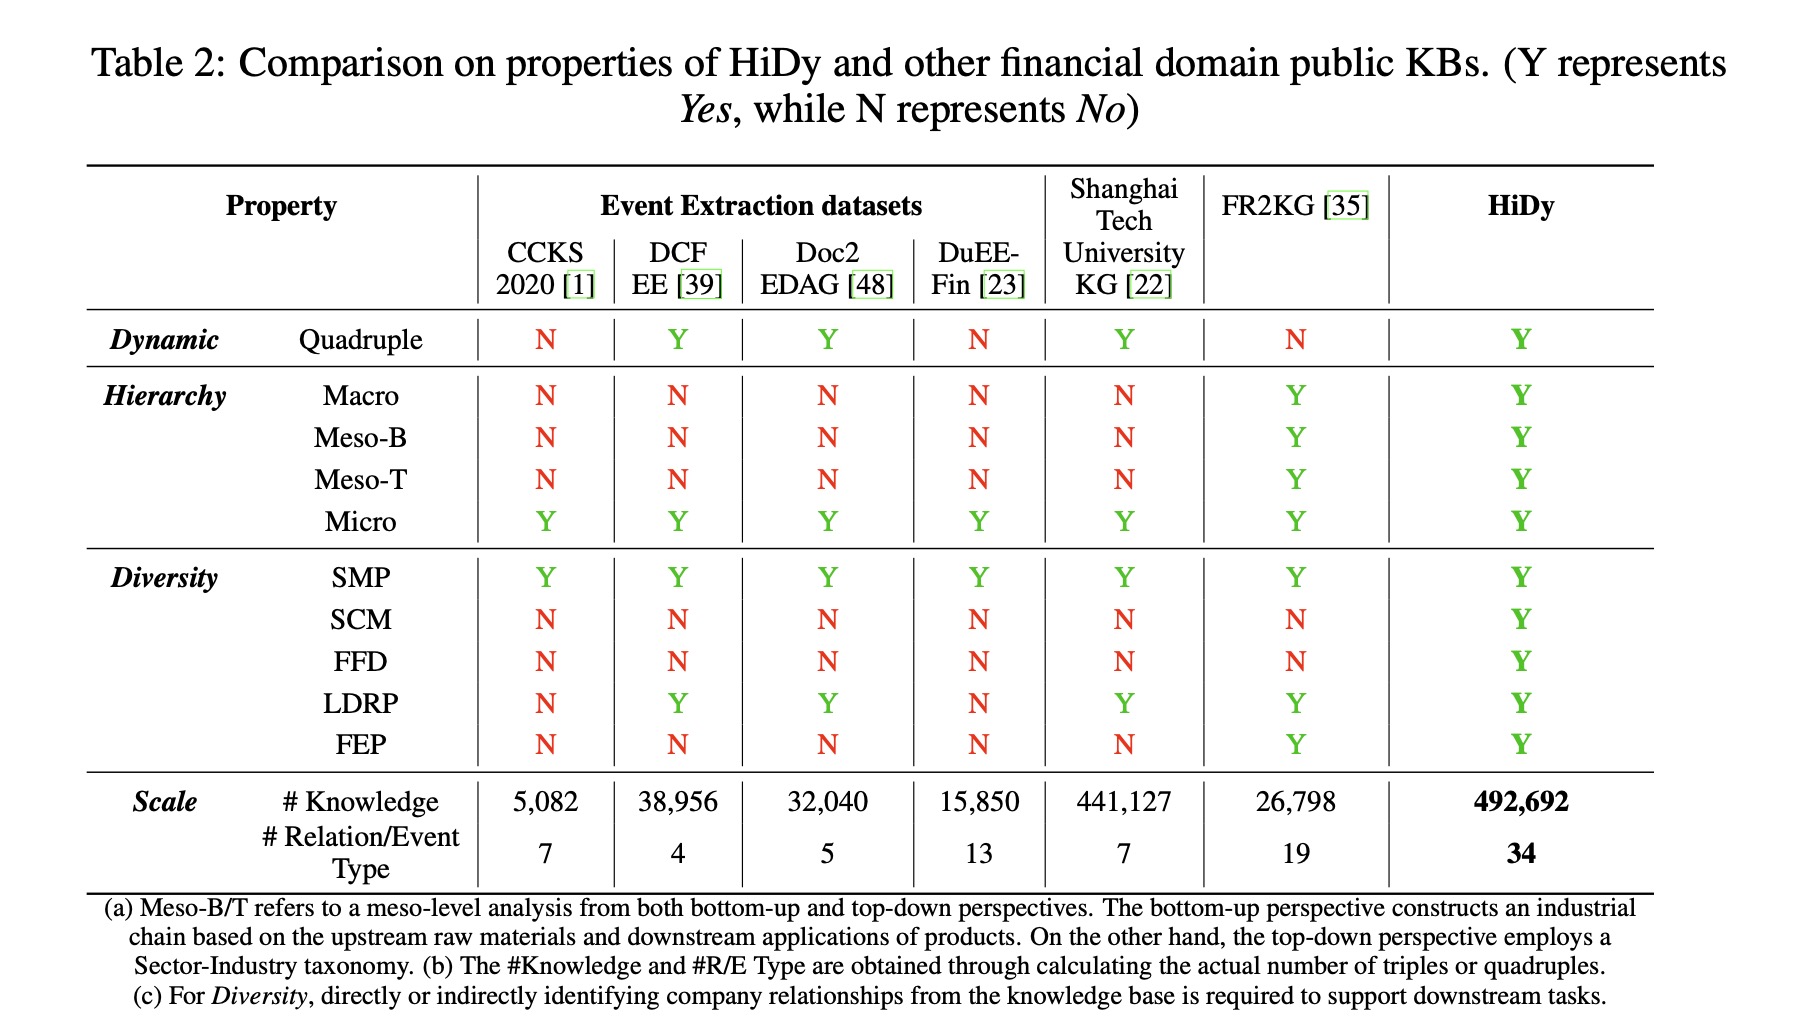 Table 2: Comparison on properties of HiDy and other financial domain public KBs. (Y represents
Yes, while N represents No)
Property Event Extraction datasets Shanghai Tech University KG [22] FR2KG [35] HiDy
CCKS 2020 [1] DCF EE [39] Doc2 EDAG [48] DuEE-Fin [23]
Dynamic Quadruple N Y Y N Y N Y
Hierarchy Macro N N N N N Y Y
Meso-B N N N N N Y Y
Meso-T N N N N N Y Y
Micro Y Y Y Y Y Y Y
Diversity SMP Y Y Y Y Y Y Y
SCM N N N N N N Y
FFD N N N N N N Y
LDRP N Y Y N Y Y Y
FEP N N N N N Y Y
Scale # Knowledge 5,082 38,956 32,040 15,850 441,127 26,798 492,692
# Relation/Event Type 7 4 5 13 7 19 34
(a) Meso-B/T refers to a meso-level analysis from both bottom-up and top-down perspectives. The bottom-up perspective constructs an industrial
chain based on the upstream raw materials and downstream applications of products. On the other hand, the top-down perspective employs a
Sector-Industry taxonomy. (b) The #Knowledge and #R/E Type are obtained through calculating the actual number of triples or quadruples.
(c) For Diversity, directly or indirectly identifying company relationships from the knowledge base is required to support downstream tasks.